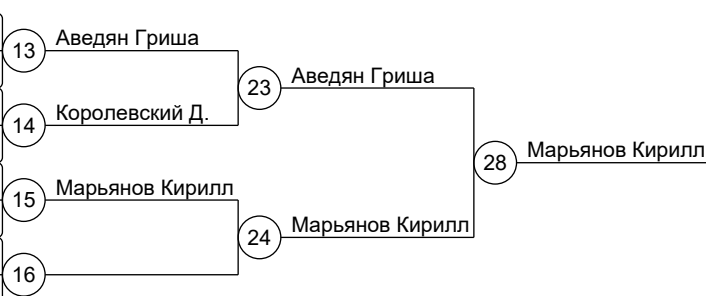 13
Аведян Гриша
23
Аведян Гриша
14
Королевский Д.
28
Марьянов Кирилл
15
Марьянов Кирилл
24
Марьянов Кирилл
16